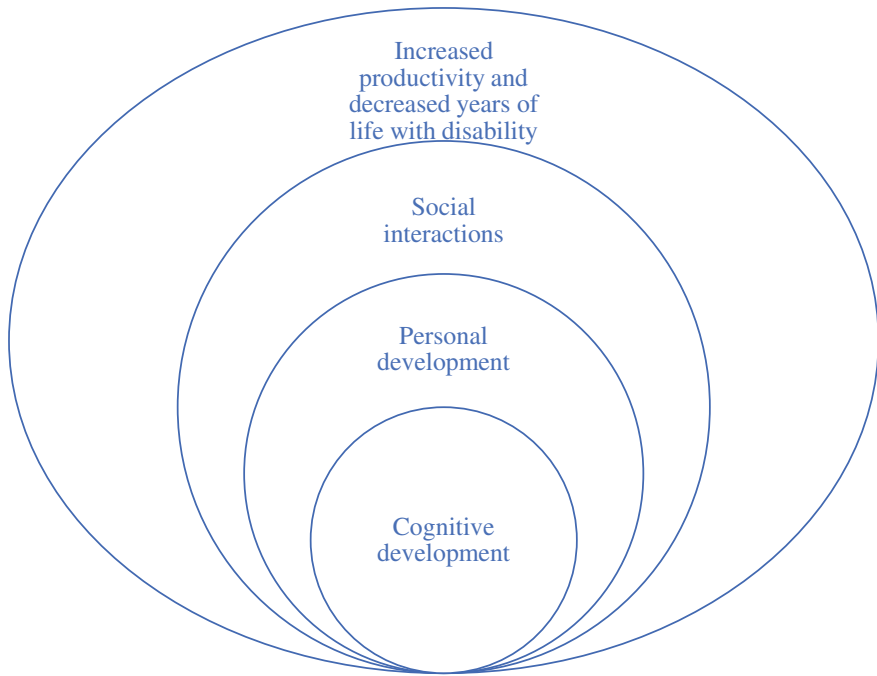 Increased
productivity and
decreased years of
life with disability
Social
interactions
Personal
development
Cognitive
development